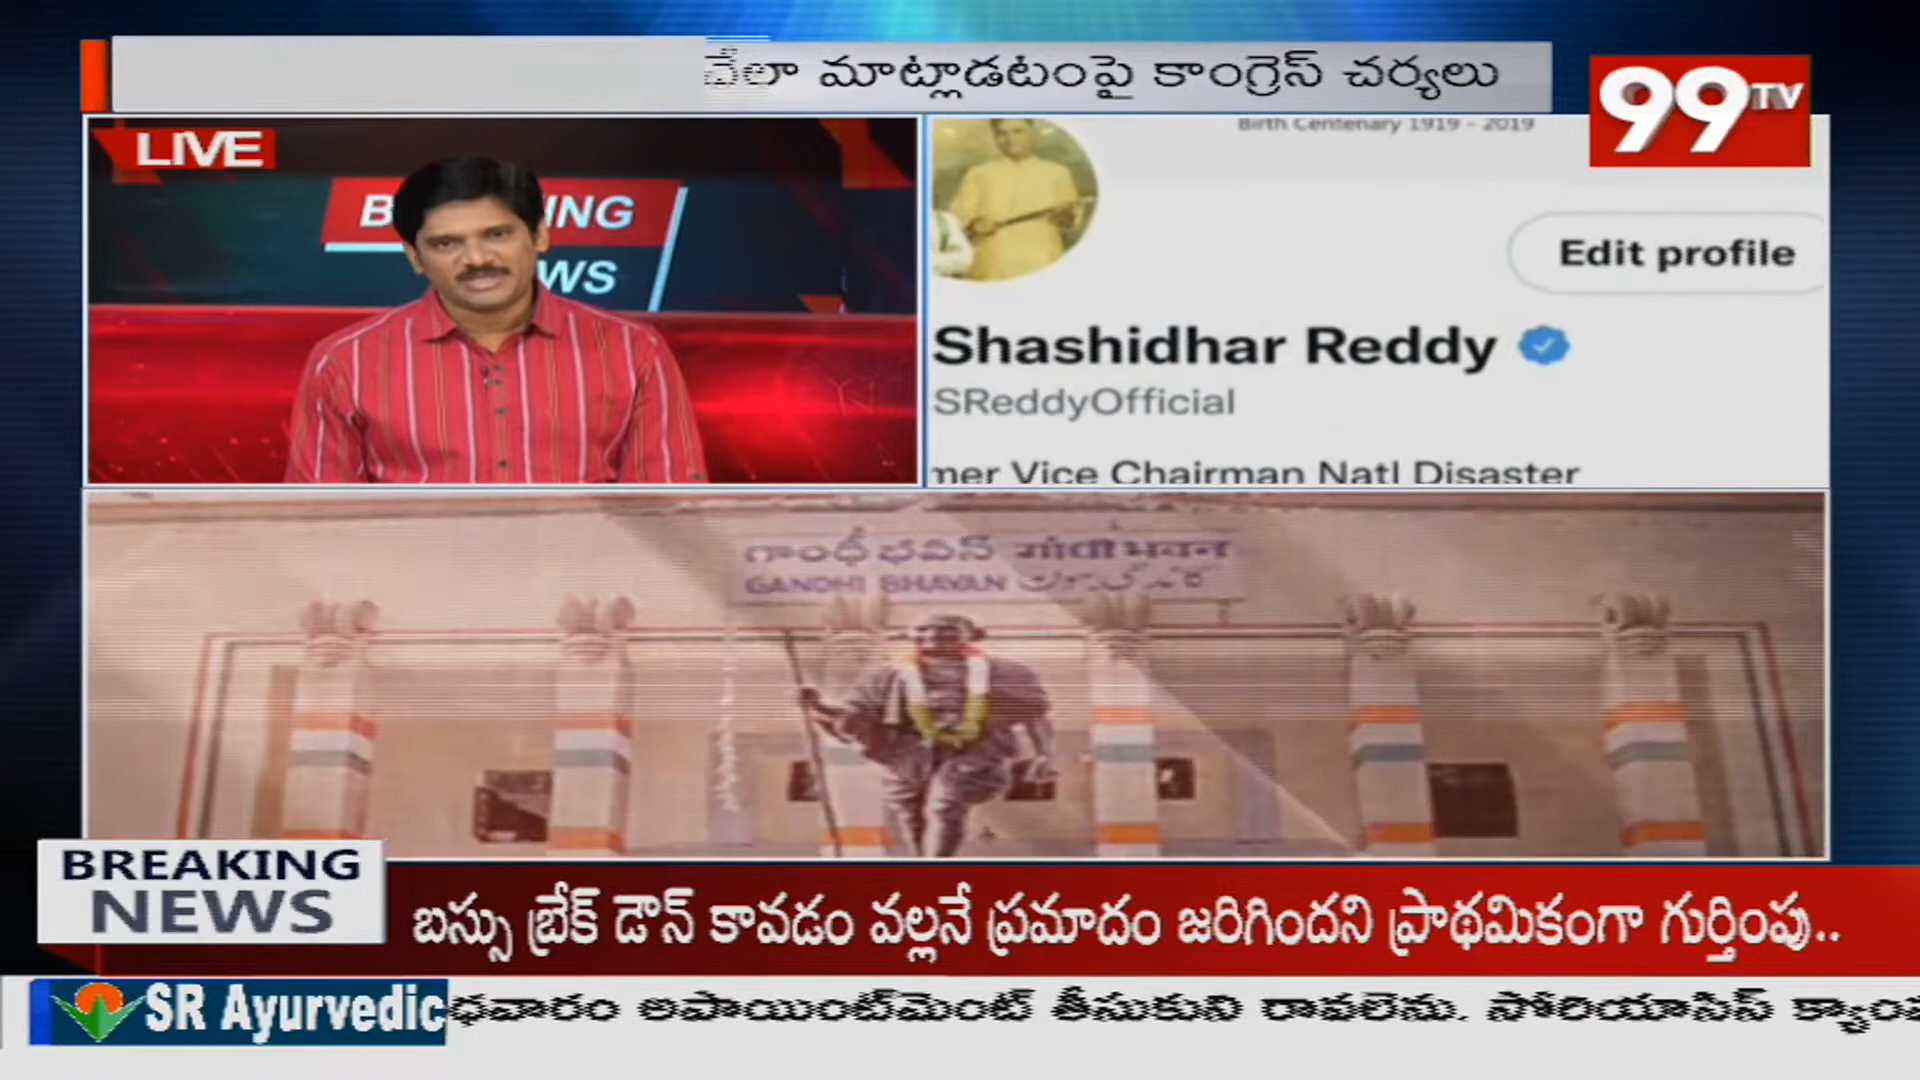 మాట్లాడటంపై కాంగ్రెస్ చర్యలు
99TV
LIVE
Birth Centenary 1919 - 2019
Edit profile
Shashidhar Reddy
SReddyOfficial
Vice Chairman Natl Disaster
గాంధీ భవన్ गांधी भवन
GANDHI BHAVAN
BREAKING
NEWS
బస్సు బ్రేక్ డౌన్ కావడం వల్లనే ప్రమాదం జరిగిందని ప్రాథమికంగా గుర్తింపు..
SR Ayurvedic
అపాయింట్‌మెంట్ తీసుకుని రావలెను. సోరియాసిస్